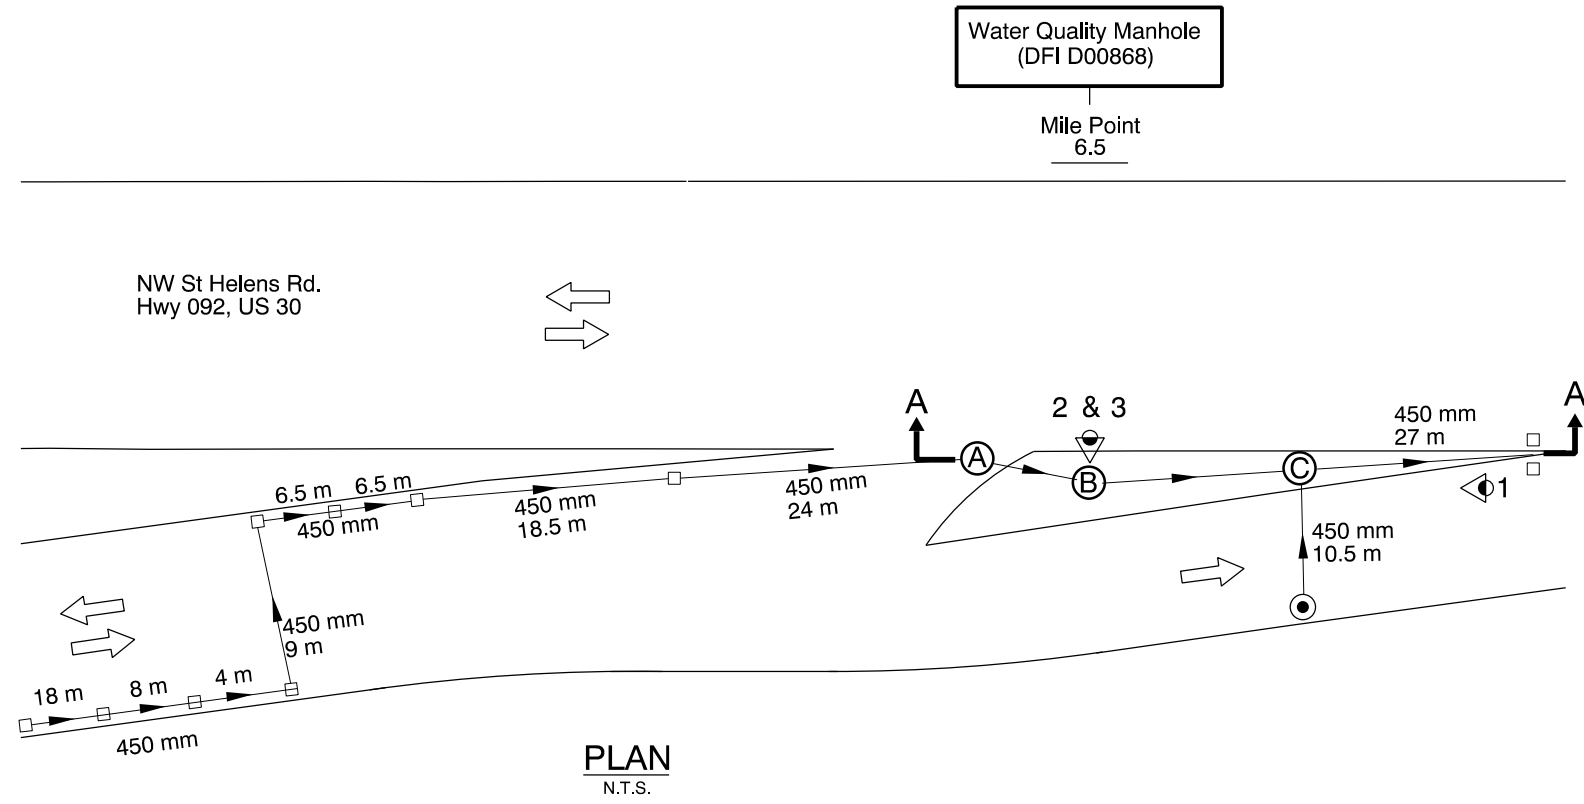 Water Quality Manhole
(DFI D00868)
Mile Point
6.5
NW St Helens Rd.
Hwy 092, US 30
A
2 & 3
A
450 mm
27 m
A
B
C
1
6.5 m
6.5 m
450 mm
450 mm
18.5 m
450 mm
24 m
450 mm
10.5 m
450 mm
9 m
18 m
8 m
4 m
450 mm
PLAN
N.T.S.